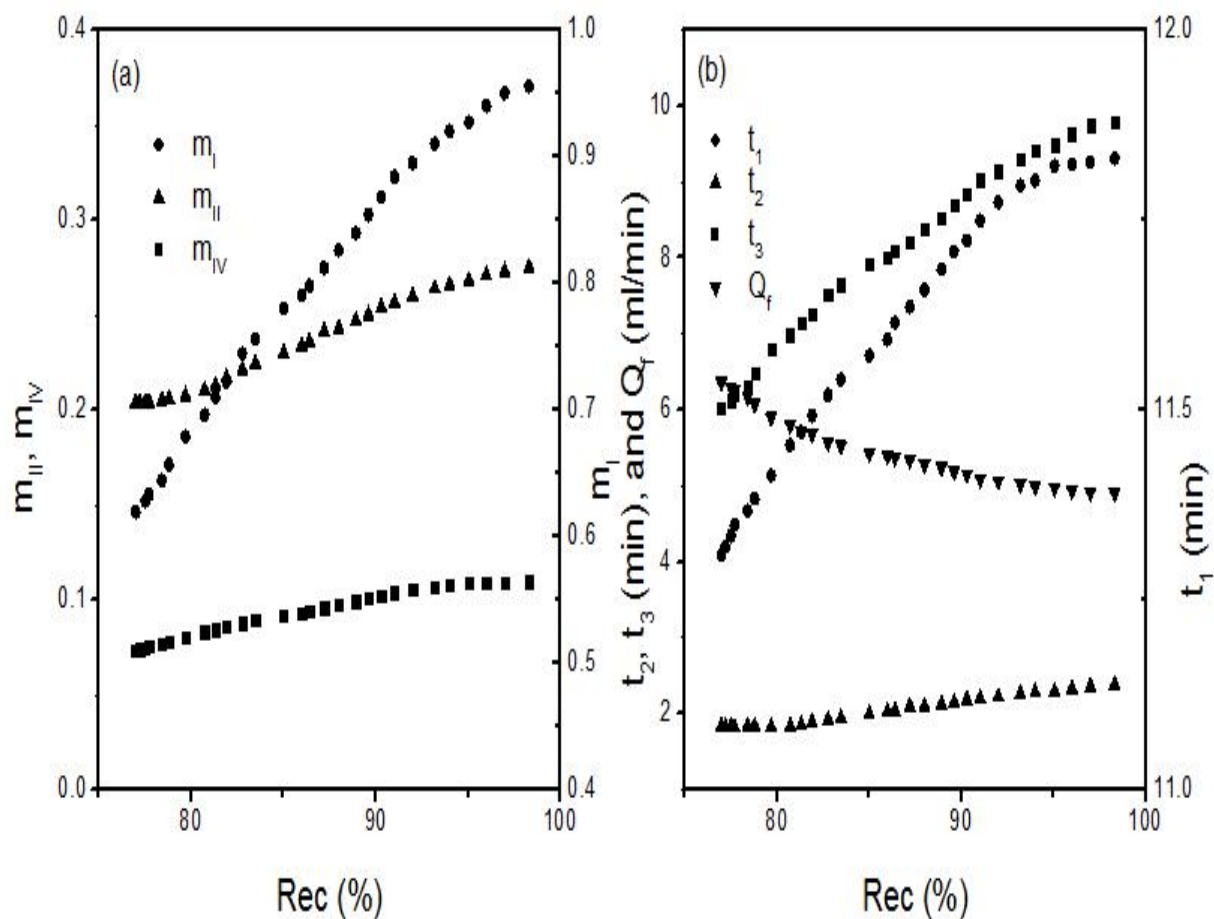 (a)
m_I
m_II
m_IV
0.4
0.3
0.2
0.1
0.0
m_II, m_IV
1.0
0.9
0.8
0.7
0.6
0.5
0.4
m_I
80
90
100
Rec (%)
(b)
t_1
t_2
t_3
Q_f
10
8
6
4
2
t_2, t_3 (min), and Q_f (ml/min)
12.0
11.5
11.0
t_1 (min)
80
90
100
Rec (%)